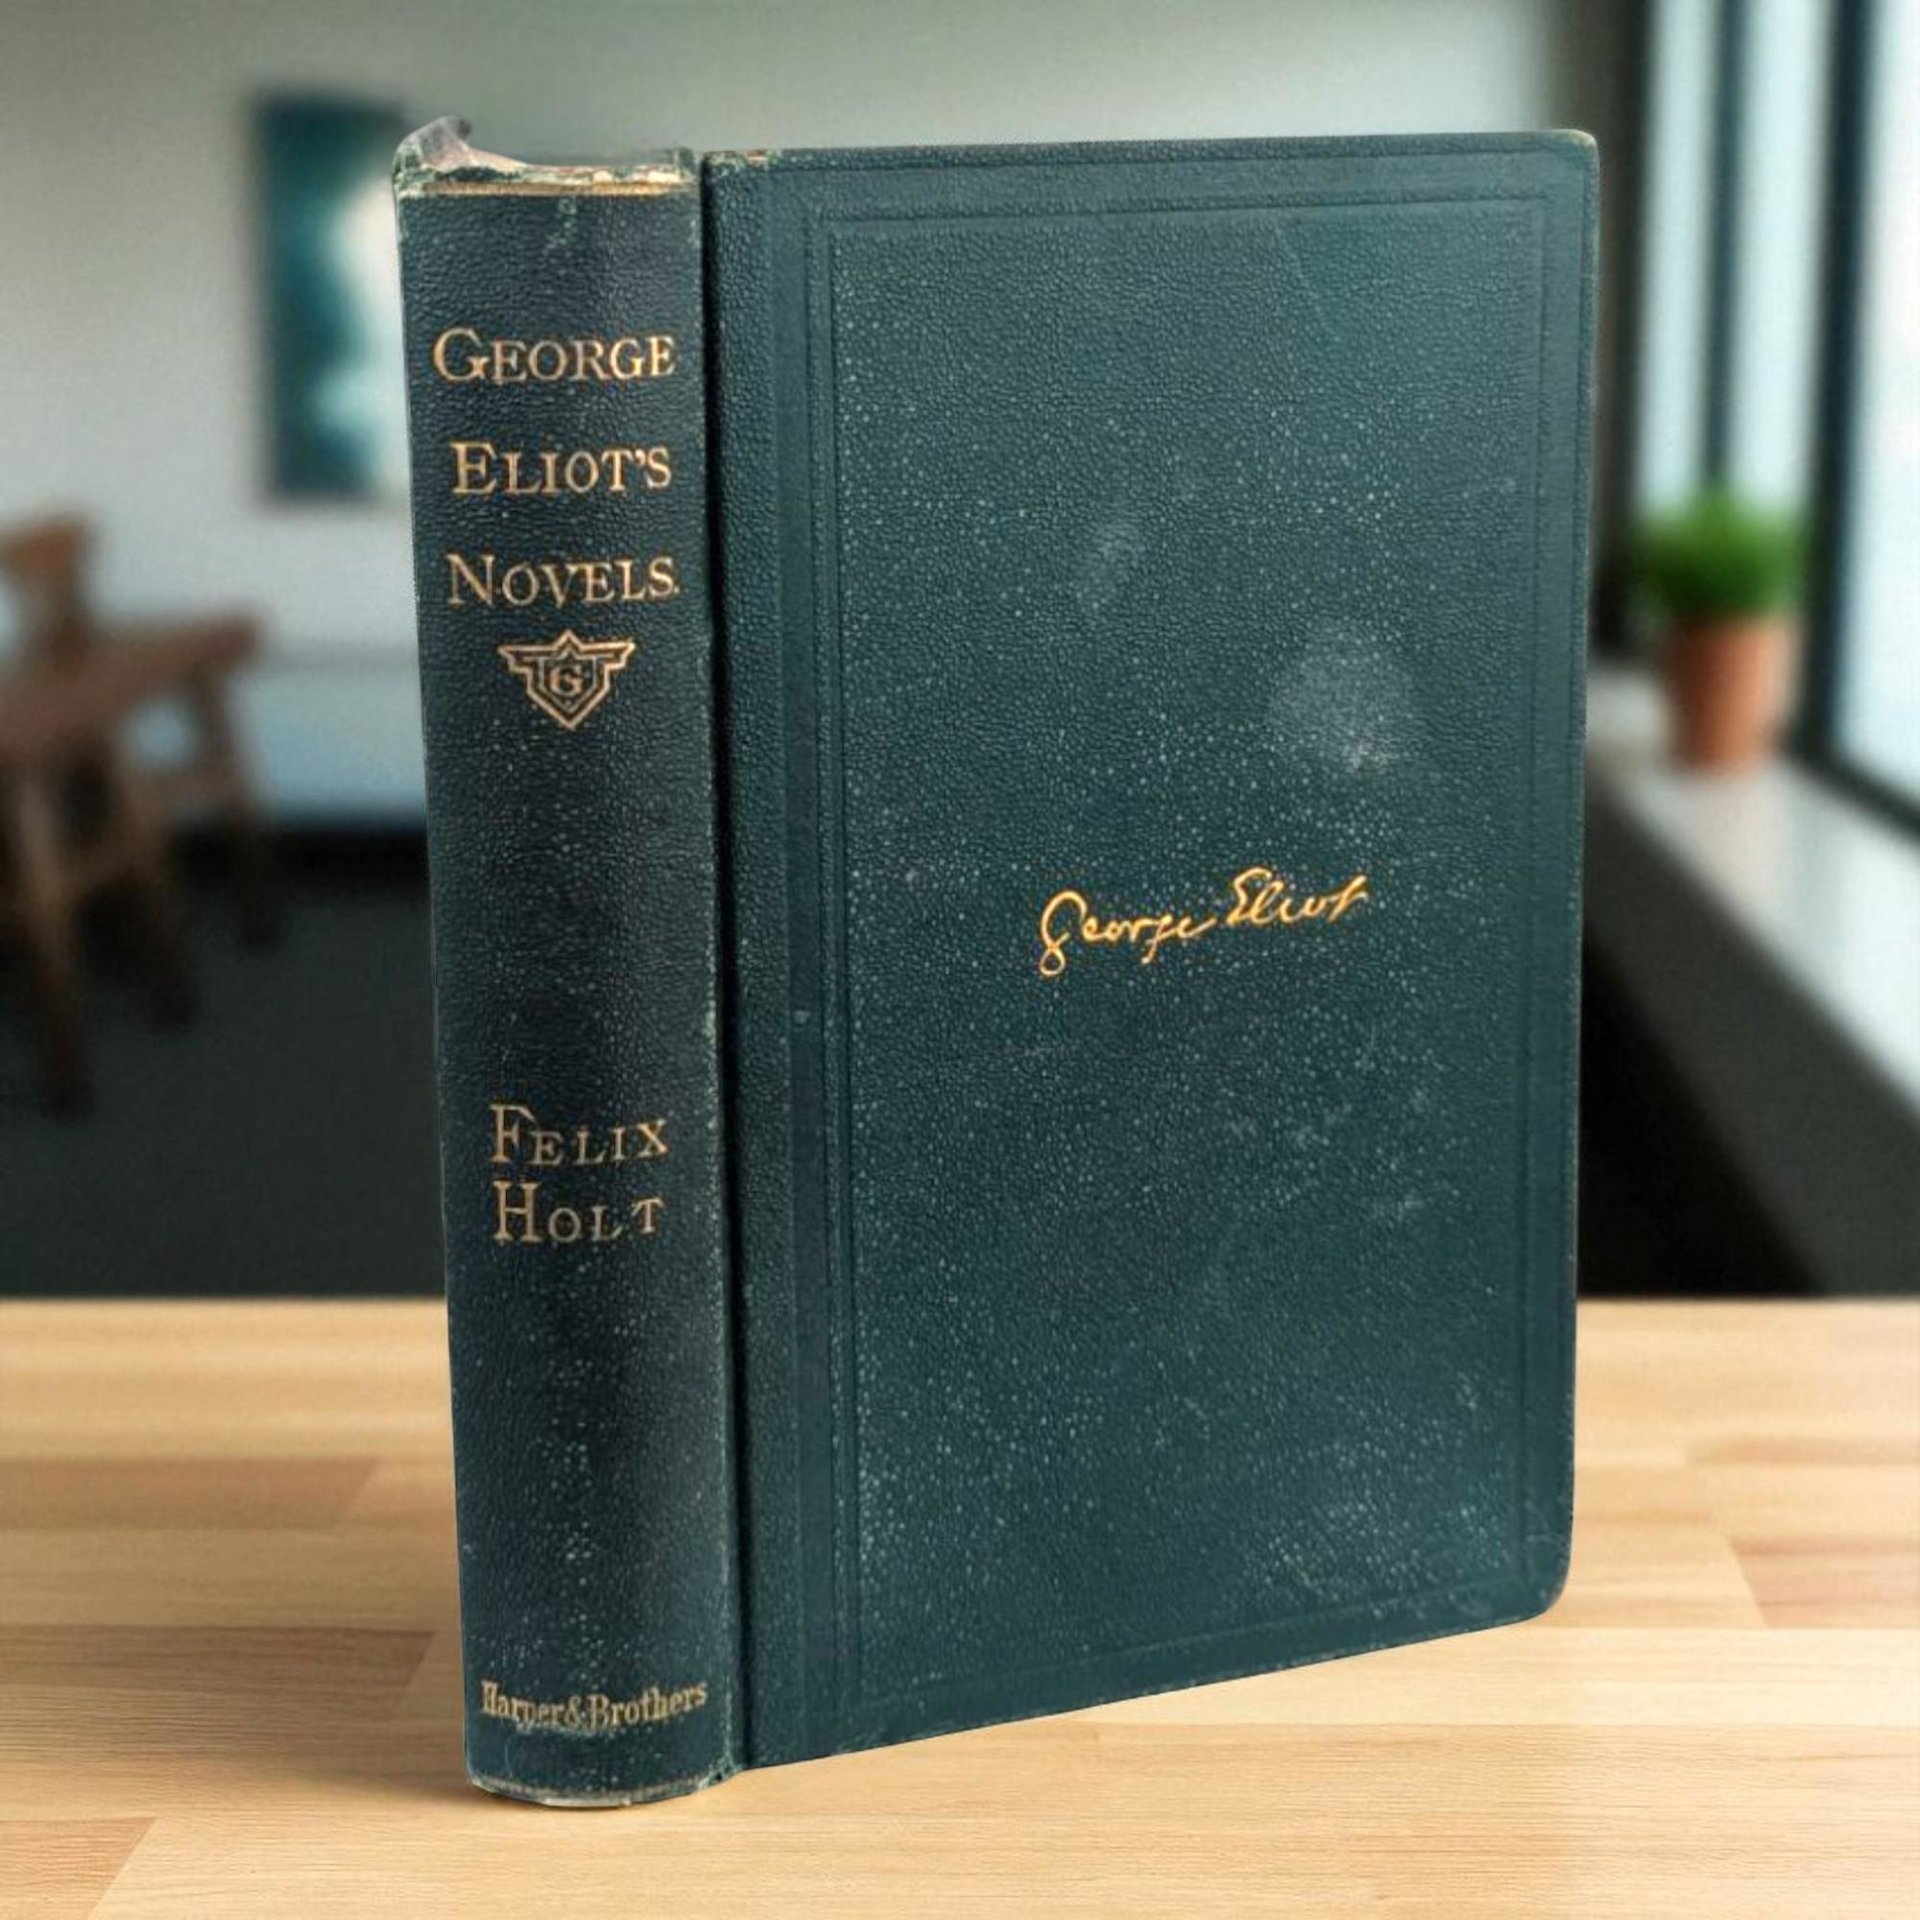 GEORGE
ELIOT'S
NOVELS.
G
FELIX
HOLT
Harper & Brothers
George Eliot